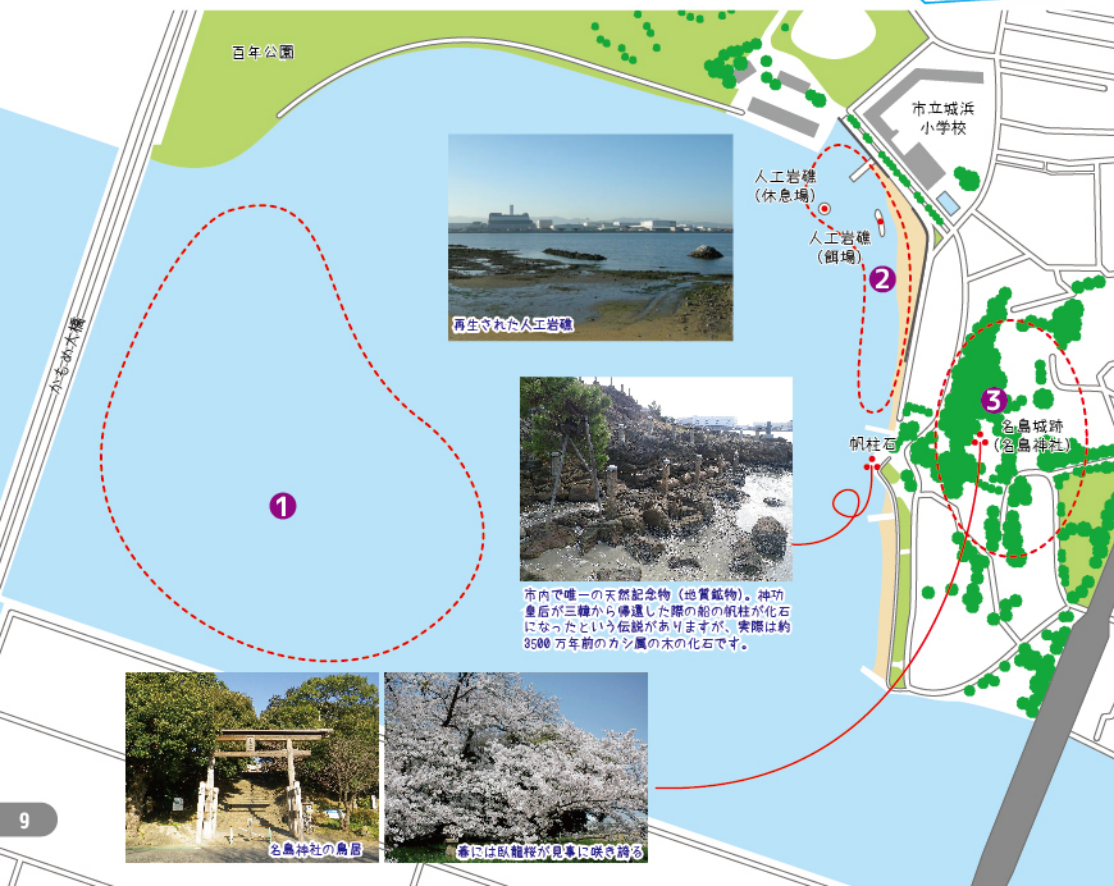 百年公園
市立城浜
小学校
人工岩礁
（休息場）
人工岩礁
（餌場）
2
再生された人工岩礁
かもめ大橋
3
名島城跡
（名島神社）
帆柱石
1
市内で唯一の天然記念物（地質鉱物）。神功
皇后が三韓から帰還した際の船の帆柱が化石
になったという伝説がありますが、実際は約
3500万年前のカシ属の木の化石です。
9
名島神社の鳥居
春には臥龍桜が見事に咲き誇る